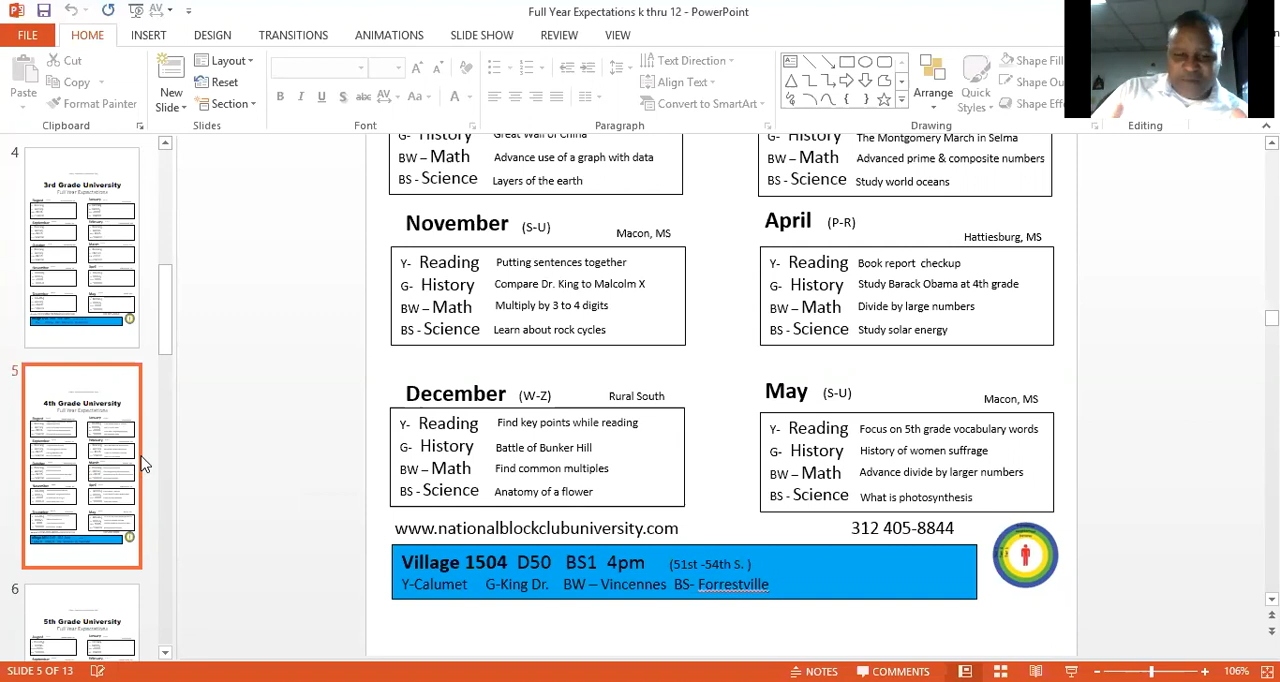 Full Year Expectations k thru 12 - PowerPoint
FILE HOME INSERT DESIGN TRANSITIONS ANIMATIONS SLIDE SHOW REVIEW VIEW
Paste
Cut
Copy
Format Painter
Clipboard
New
Slide
Layout
Reset
Section
Slides
B I U S abc AV Aa A
Font
Text Direction
Align Text
Convert to SmartArt
Paragraph
Arrange
Quick
Styles
Shape Fill
Shape Ou
Shape Effe
Drawing
Editing
4
3rd Grade University
Full Year Expectations
5
4th Grade University
Full Year Expectations
6
5th Grade University
Full Year Expectations
G- History Great Wall of China
BW – Math Advance use of a graph with data
BS - Science Layers of the earth
G- History The Montgomery March in Selma
BW – Math Advanced prime & composite numbers
BS - Science Study world oceans
November (S-U) Macon, MS
Y- Reading Putting sentences together
G- History Compare Dr. King to Malcolm X
BW – Math Multiply by 3 to 4 digits
BS - Science Learn about rock cycles
April (P-R) Hattiesburg, MS
Y- Reading Book report checkup
G- History Study Barack Obama at 4th grade
BW – Math Divide by large numbers
BS - Science Study solar energy
December (W-Z) Rural South
Y- Reading Find key points while reading
G- History Battle of Bunker Hill
BW – Math Find common multiples
BS - Science Anatomy of a flower
May (S-U) Macon, MS
Y- Reading Focus on 5th grade vocabulary words
G- History History of women suffrage
BW – Math Advance divide by larger numbers
BS - Science What is photosynthesis
www.nationalblockclubuniversity.com 312 405-8844
Village 1504 D50 BS1 4pm (51st -54th S. )
Y-Calumet G-King Dr. BW – Vincennes BS- Forrestville
SLIDE 5 OF 13
NOTES COMMENTS 106%